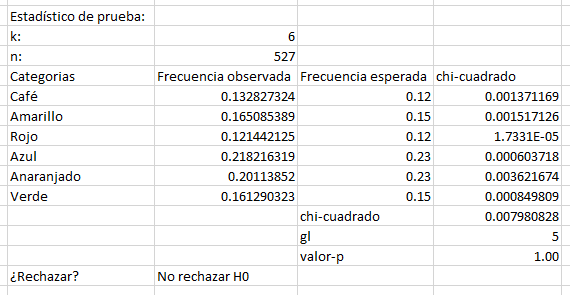 Estadístico de prueba:
k: 6
n: 527
Categorias Frecuencia observada Frecuencia esperada chi-cuadrado
Café 0.132827324 0.12 0.001371169
Amarillo 0.165085389 0.15 0.001517126
Rojo 0.121442125 0.12 1.7331E-05
Azul 0.218216319 0.23 0.000603718
Anaranjado 0.20113852 0.23 0.003621674
Verde 0.161290323 0.15 0.000849809
chi-cuadrado 0.007980828
gl 5
valor-p 1.00
¿Rechazar? No rechazar H0